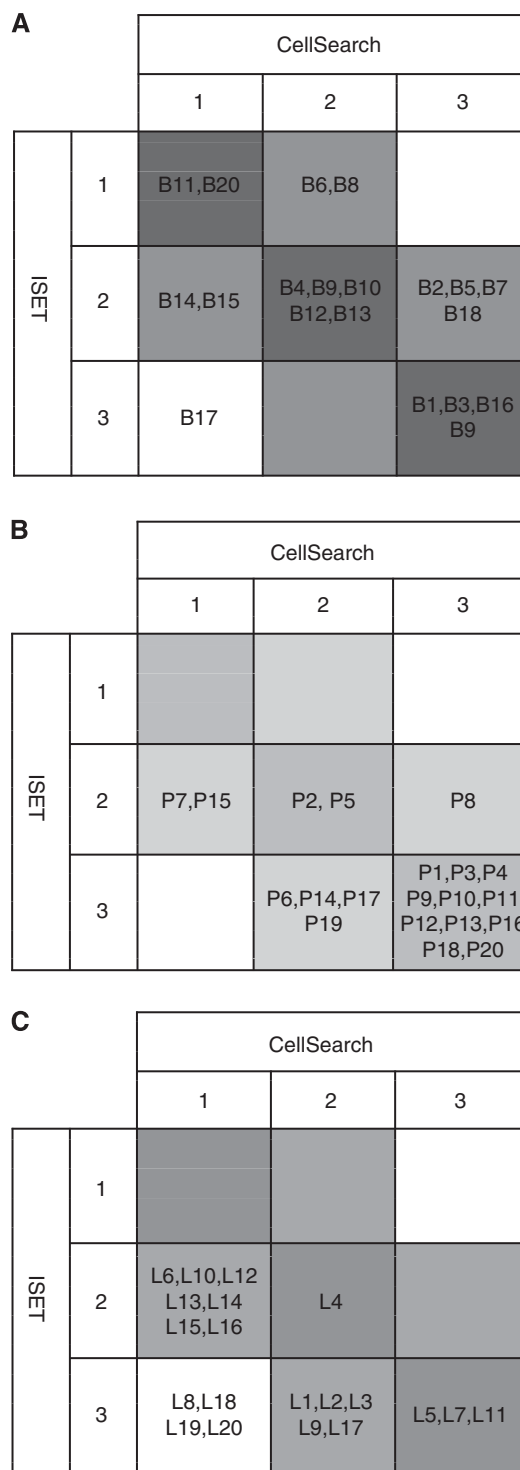 A
CellSearch
1 2 3
ISET
1
B11,B20
B6,B8
2
B14,B15
B4,B9,B10
B12,B13
B2,B5,B7
B18
3
B17
B1,B3,B16
B9
B
CellSearch
1 2 3
ISET
1
2
P7,P15
P2, P5
P8
3
P6,P14,P17
P19
P1,P3,P4
P9,P10,P11
P12,P13,P16
P18,P20
C
CellSearch
1 2 3
ISET
1
2
L6,L10,L12
L13,L14
L15,L16
L4
3
L8,L18
L19,L20
L1,L2,L3
L9,L17
L5,L7,L11